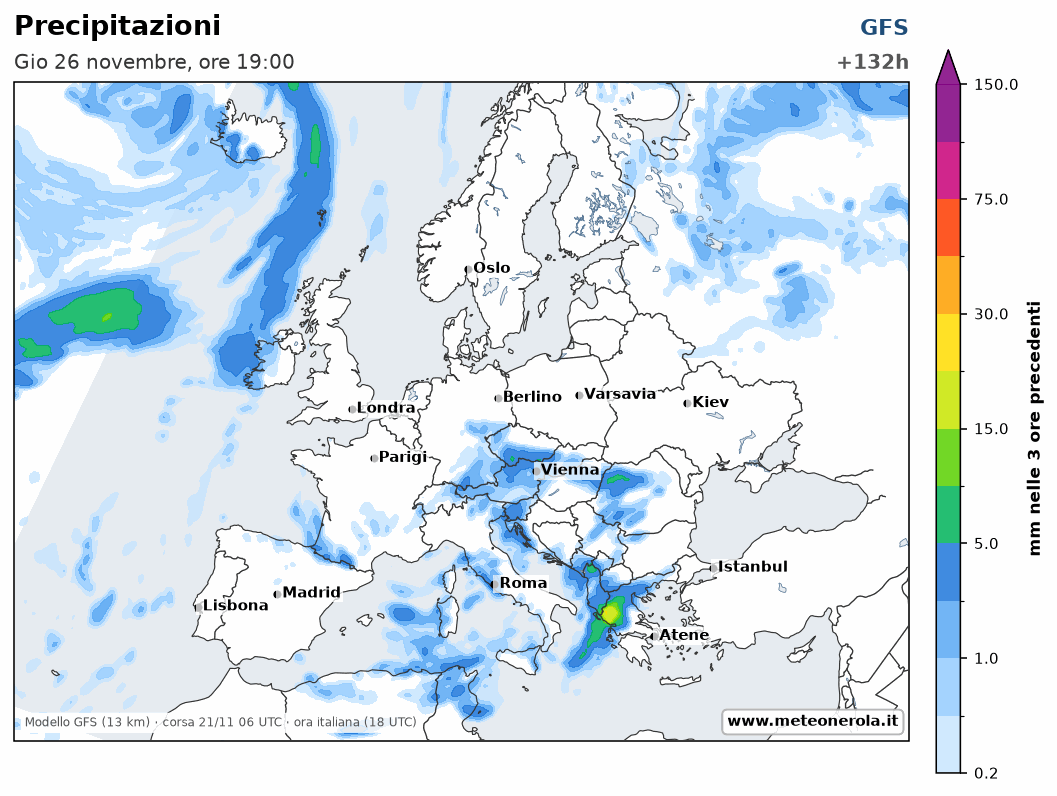 Precipitazioni
GFS
Gio 26 novembre, ore 19:00
+132h
150.0
75.0
30.0
15.0
5.0
1.0
0.2
mm nelle 3 ore precedenti
Oslo
Berlino
Varsavia
Kiev
Londra
Parigi
Vienna
Istanbul
Roma
Madrid
Lisbona
Atene
Modello GFS (13 km) · corsa 21/11 06 UTC · ora italiana (18 UTC)
www.meteonerola.it